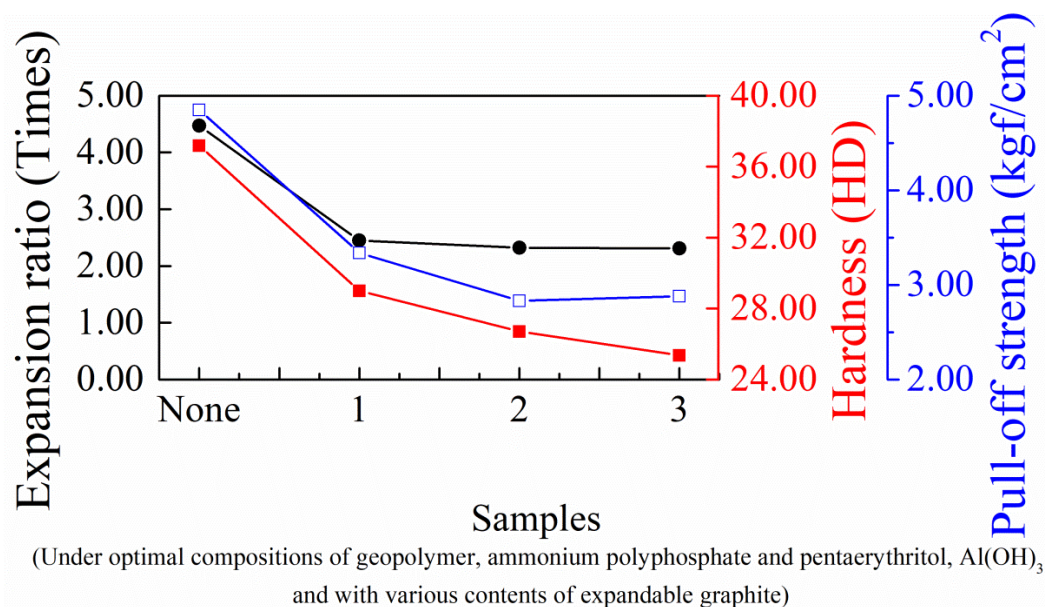 Expansion ratio (Times)
5.00
4.00
3.00
2.00
1.00
0.00
None 1 2 3
40.00
36.00
32.00
28.00
24.00
Hardness (HD)
5.00
4.00
3.00
2.00
Pull-off strength (kgf/cm²)
Samples
(Under optimal compositions of geopolymer, ammonium polyphosphate and pentaerythritol, Al(OH)₃
and with various contents of expandable graphite)